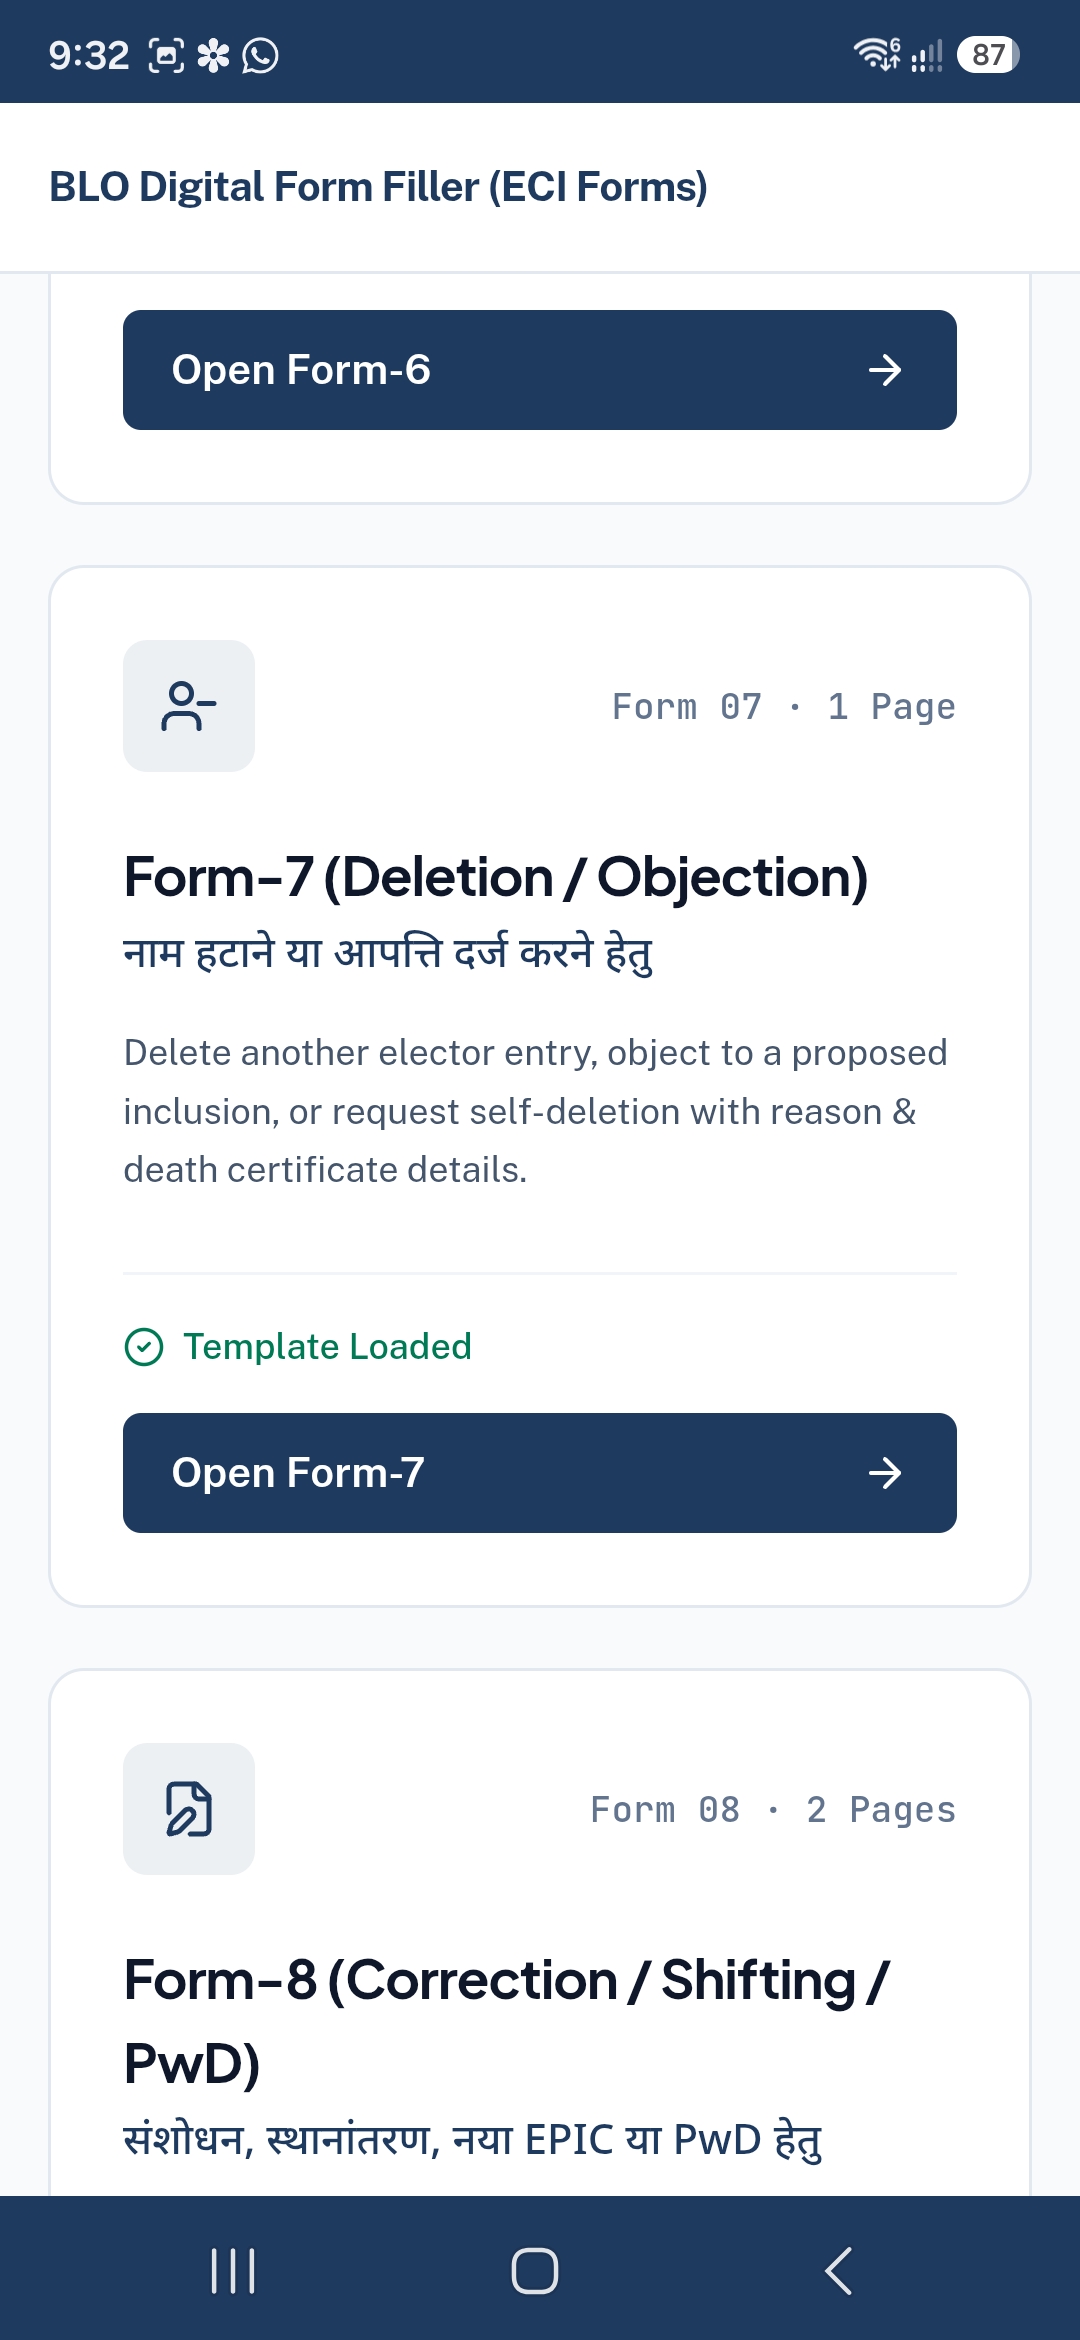 9:32
6
87
BLO Digital Form Filler (ECI Forms)
Open Form-6
Form 07 · 1 Page
Form-7 (Deletion / Objection)
नाम हटाने या आपत्ति दर्ज करने हेतु
Delete another elector entry, object to a proposed
inclusion, or request self-deletion with reason &
death certificate details.
Template Loaded
Open Form-7
Form 08 · 2 Pages
Form-8 (Correction / Shifting /
PwD)
संशोधन, स्थानांतरण, नया EPIC या PwD हेतु